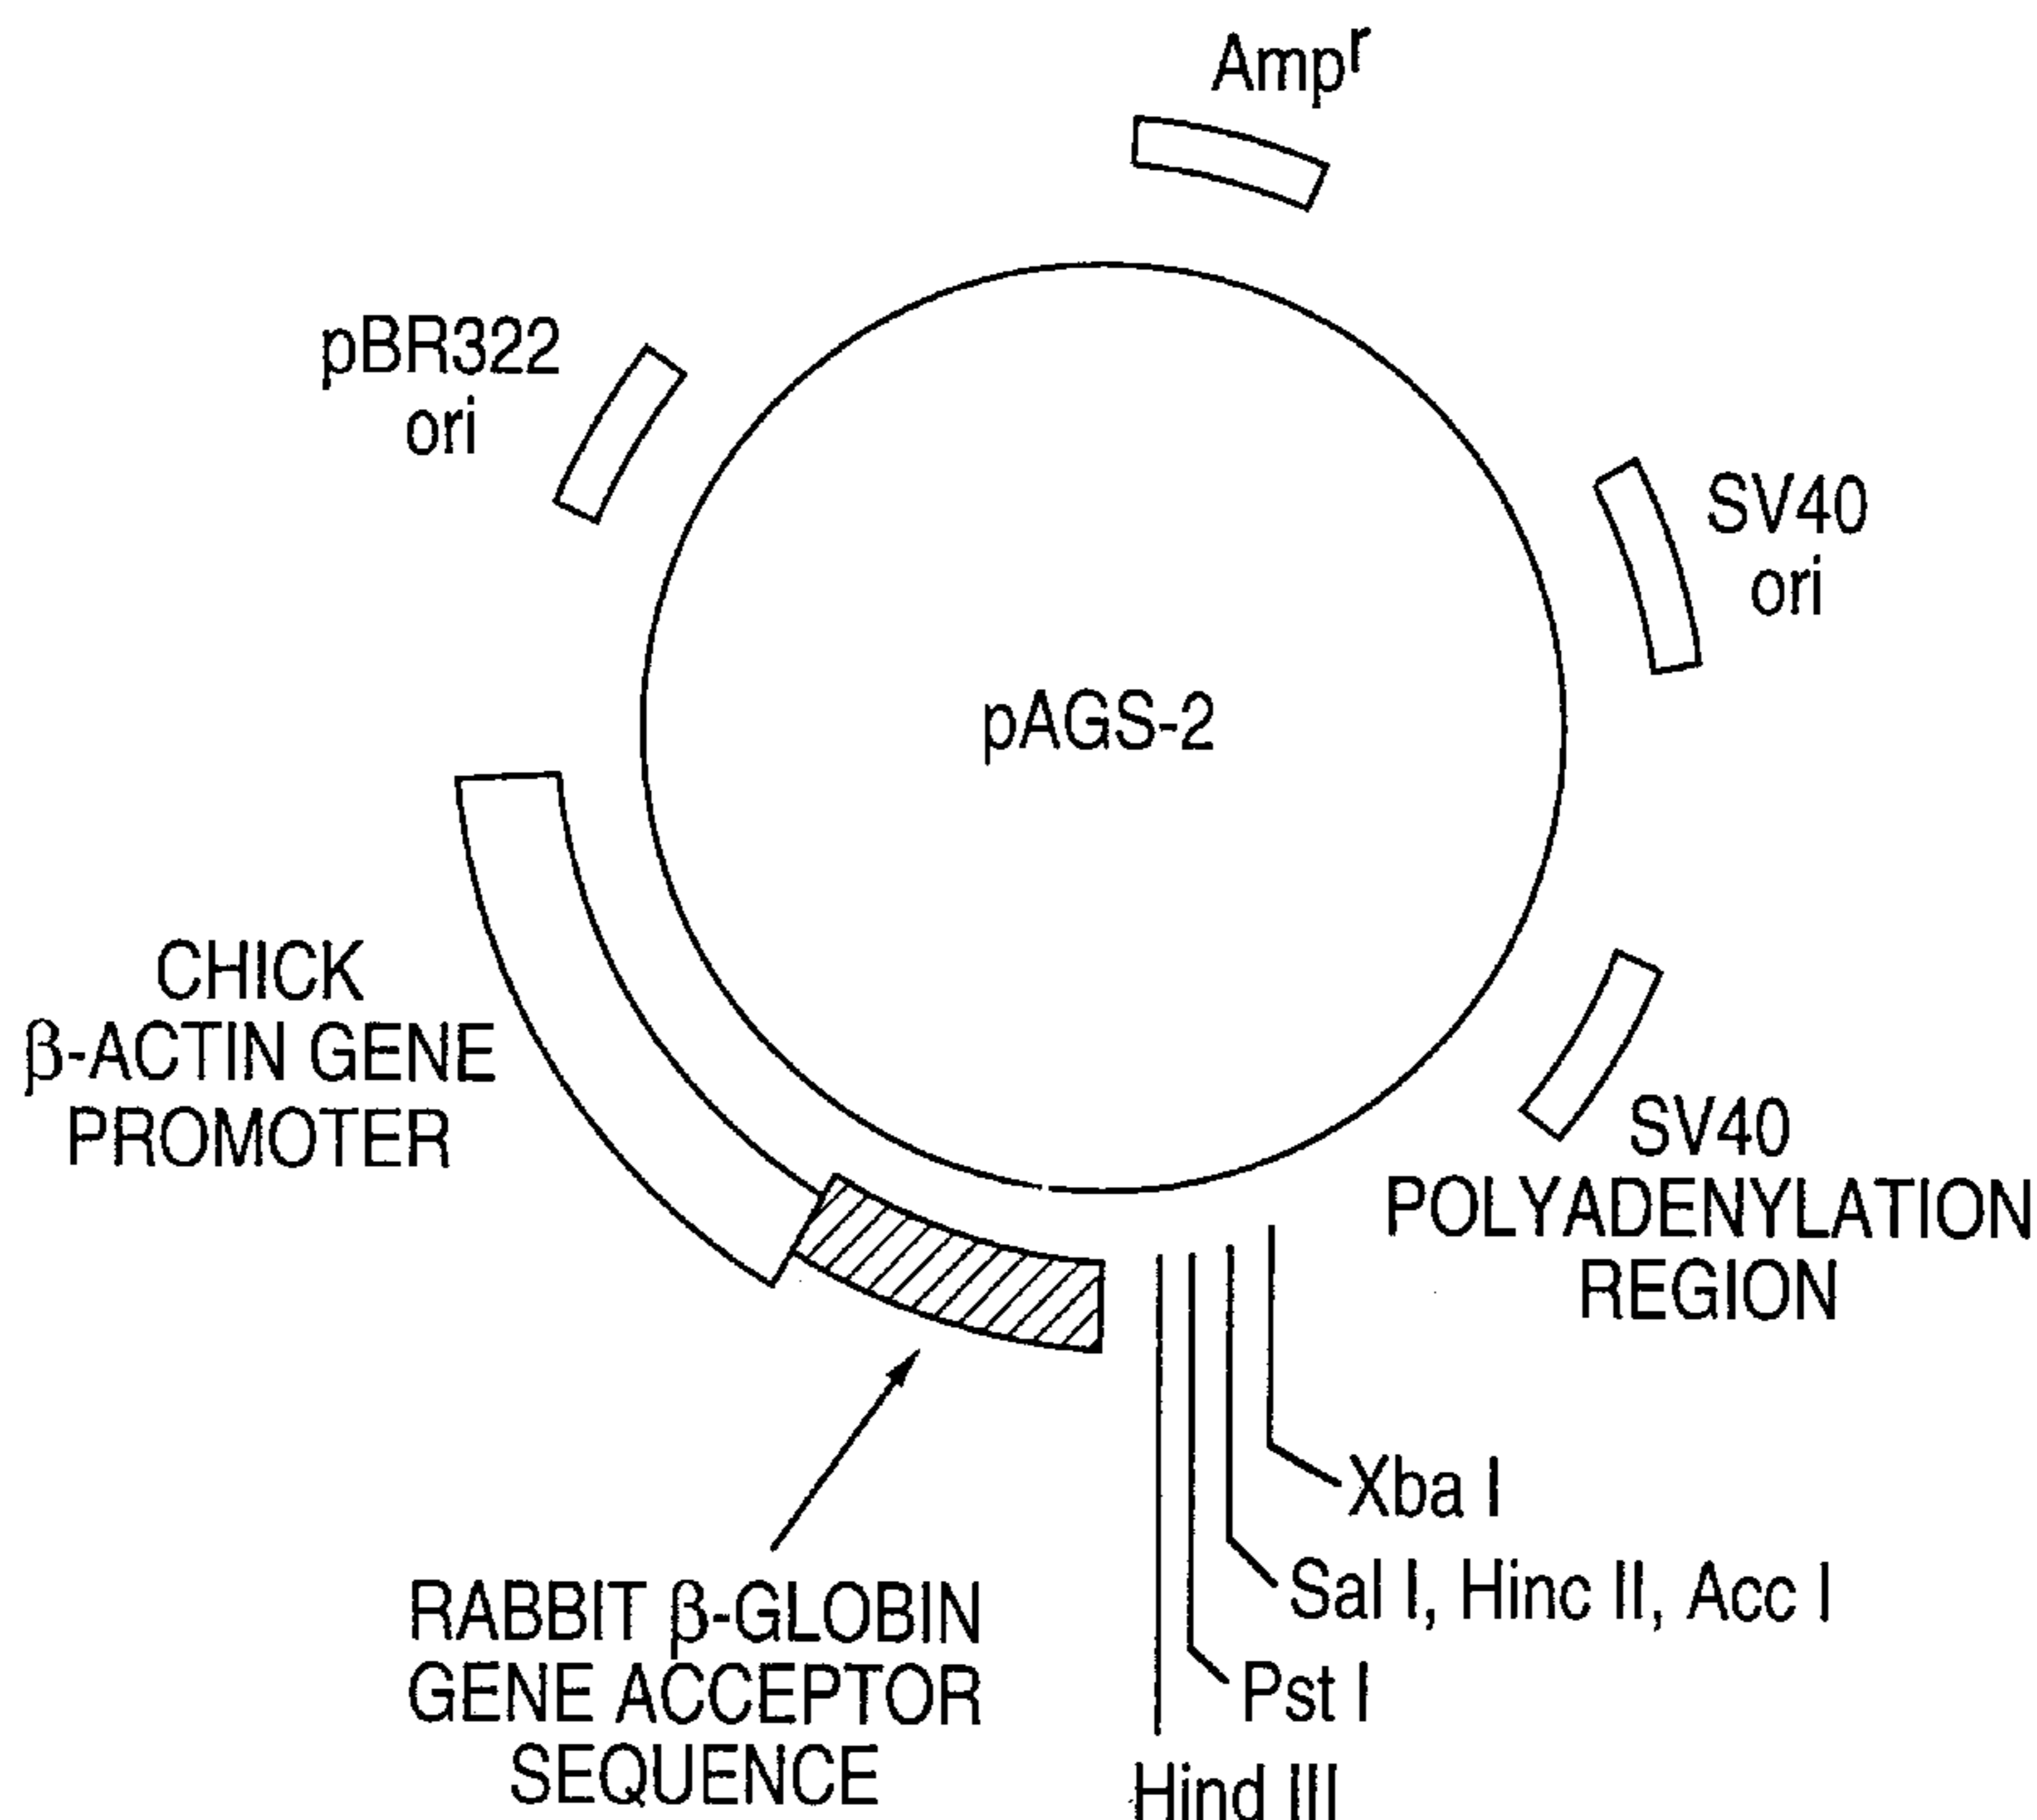 Ampʳ
pBR322
ori
SV40
ori
pAGS-2
CHICK
β-ACTIN GENE
PROMOTER
SV40
POLYADENYLATION
REGION
Xba I
Sal I, Hinc II, Acc I
Pst I
Hind III
RABBIT β-GLOBIN
GENE ACCEPTOR
SEQUENCE